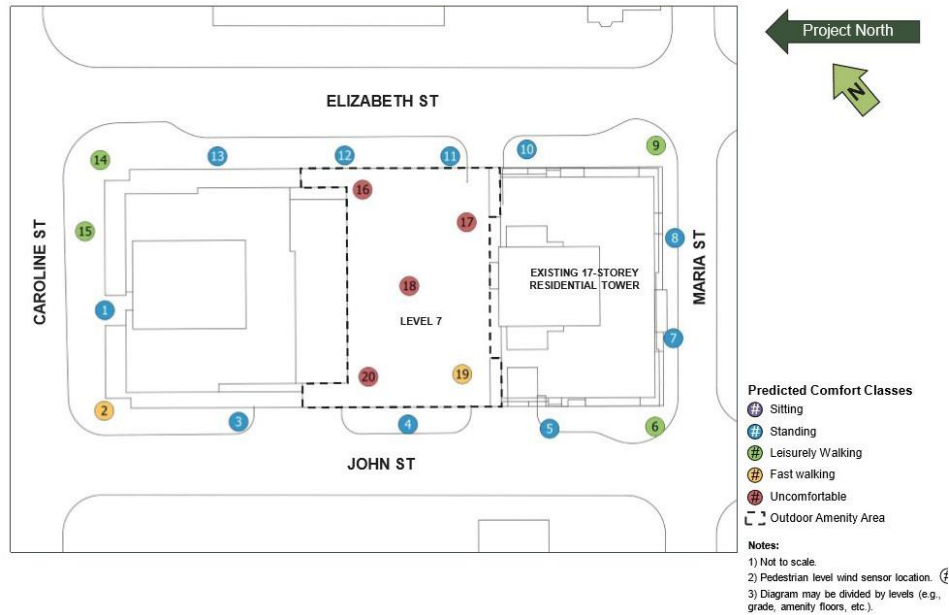 Project North
N
ELIZABETH ST
14
13
12
11
10
9
16
17
15
CAROLINE ST
8
MARIA ST
18
EXISTING 17-STOREY
RESIDENTIAL TOWER
1
LEVEL 7
7
20
19
2
3
4
5
6
JOHN ST
Predicted Comfort Classes
# Sitting
# Standing
# Leisurely Walking
# Fast walking
# Uncomfortable
Outdoor Amenity Area
Notes:
1) Not to scale.
2) Pedestrian level wind sensor location. #
3) Diagram may be divided by levels (e.g.,
grade, amenity floors, etc.).